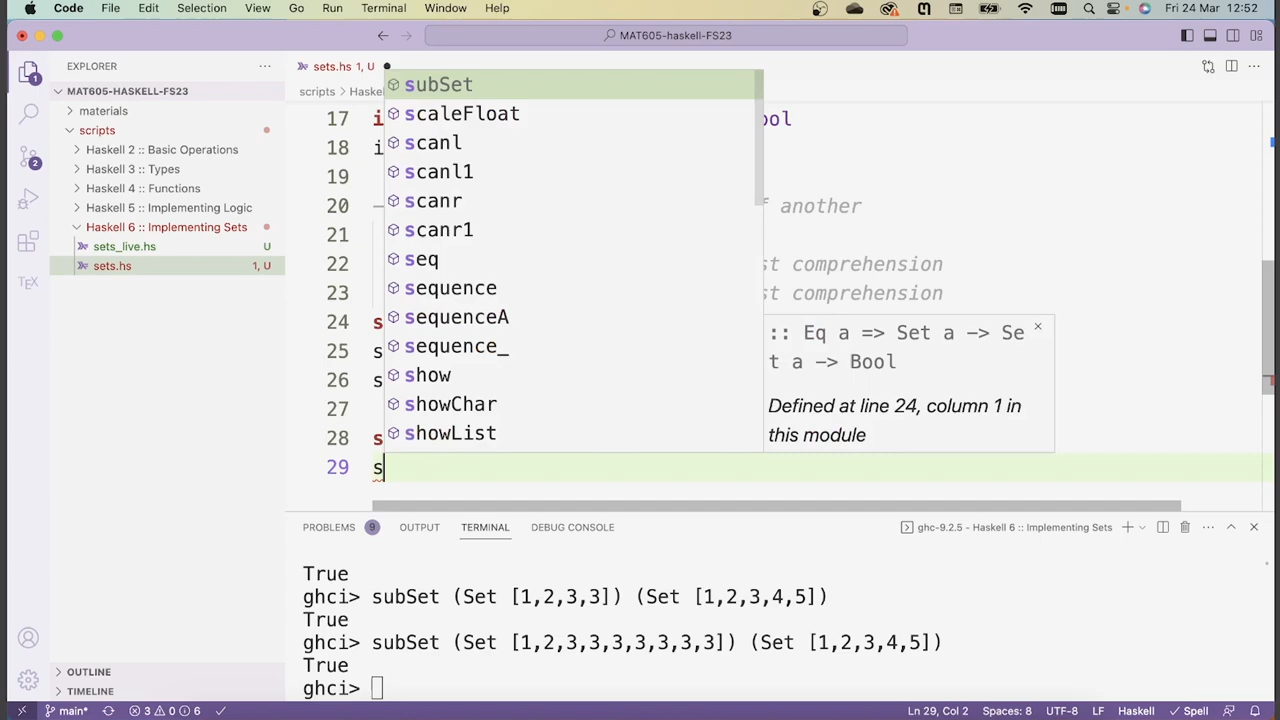 Code File Edit Selection View Go Run Terminal Window Help Fri 24 Mar 12:52
MAT605-haskell-FS23
EXPLORER
sets.hs 1, U
MAT605-HASKELL-FS23
scripts > Haske
materials
scripts
Haskell 2 :: Basic Operations
Haskell 3 :: Types
Haskell 4 :: Functions
Haskell 5 :: Implementing Logic
Haskell 6 :: Implementing Sets
sets_live.hs U
sets.hs 1, U
OUTLINE
TIMELINE
subSet
scaleFloat
scanl
scanl1
scanr
scanr1
seq
sequence
sequenceA
sequence_
show
showChar
showList
:: Eq a => Set a -> Se
t a -> Bool
Defined at line 24, column 1 in
this module
17 i ool
18 i
19
20 f another
21
22 st comprehension
23 st comprehension
24 s
25 s
26 s
27
28 s
29 s
PROBLEMS 9 OUTPUT TERMINAL DEBUG CONSOLE ghc-9.2.5 - Haskell 6 :: Implementing Sets
True
ghci> subSet (Set [1,2,3,3]) (Set [1,2,3,4,5])
True
ghci> subSet (Set [1,2,3,3,3,3,3,3,3]) (Set [1,2,3,4,5])
True
ghci>
main* 3 0 6 Ln 29, Col 2 Spaces: 8 UTF-8 LF Haskell Spell